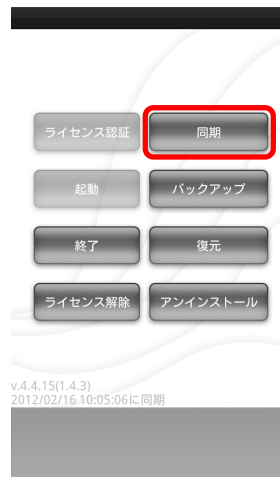 ライセンス認証 同期
起動 バックアップ
終了 復元
ライセンス解除 アンインストール
v.4.4.15(1.4.3)
2012/02/16 10:05:06に同期